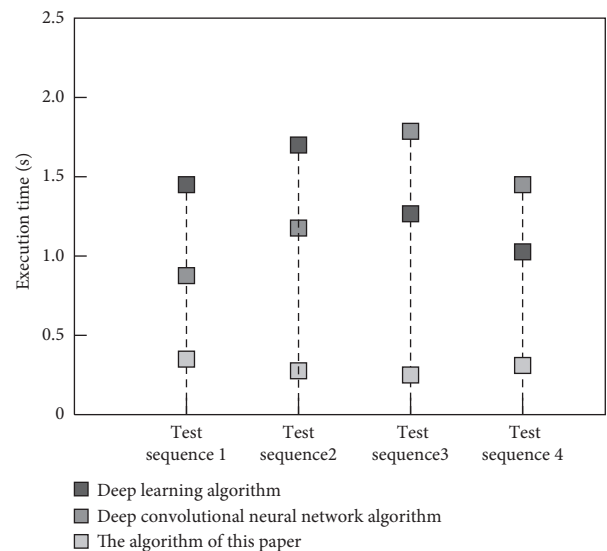 2.5
2.0
1.5
1.0
0.5
0
Execution time (s)
Test
sequence 1
Test
sequence2
Test
sequence3
Test
sequence 4
Deep learning algorithm
Deep convolutional neural network algorithm
The algorithm of this paper